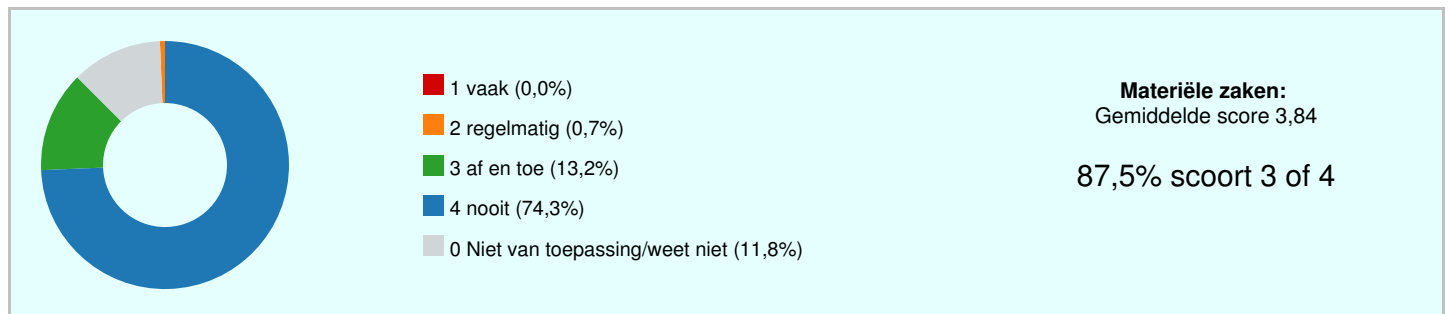 1 vaak (0,0%)
2 regelmatig (0,7%)
3 af en toe (13,2%)
4 nooit (74,3%)
0 Niet van toepassing/weet niet (11,8%)
Materiële zaken:
Gemiddelde score 3,84
87,5% scoort 3 of 4